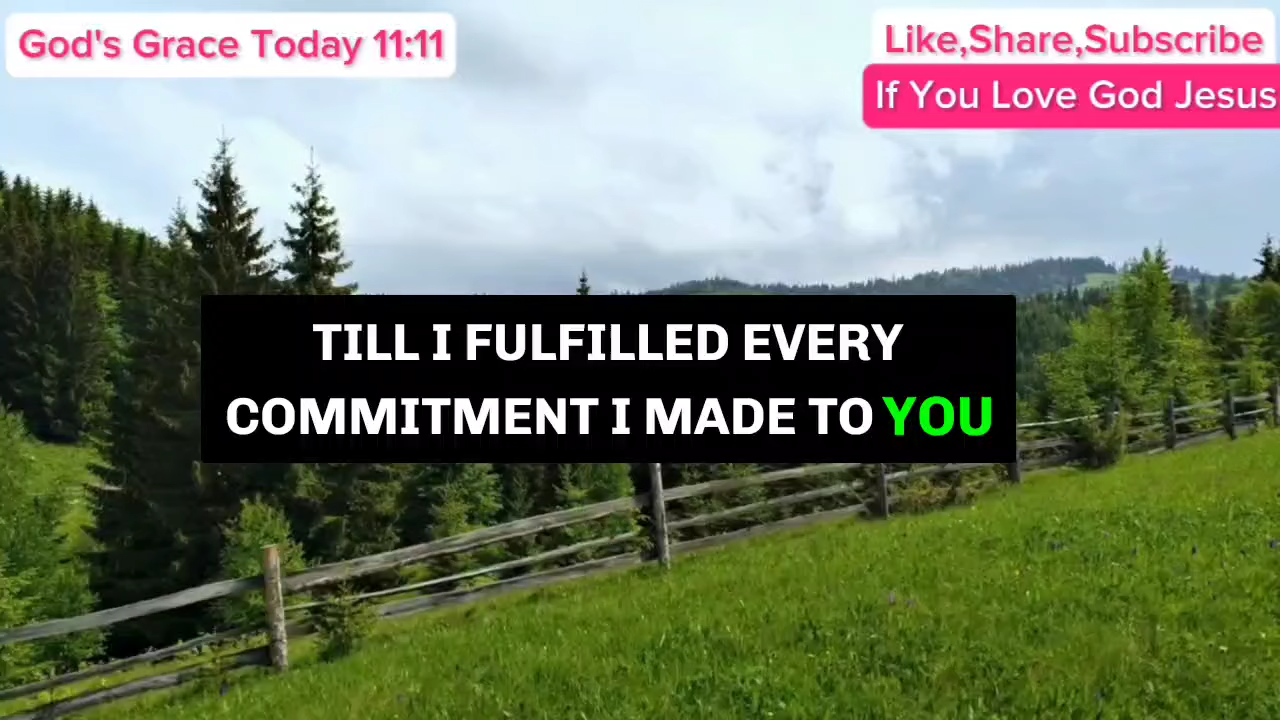 God's Grace Today 11:11
Like,Share,Subscribe
If You Love God Jesus
TILL I FULFILLED EVERY
COMMITMENT I MADE TO YOU